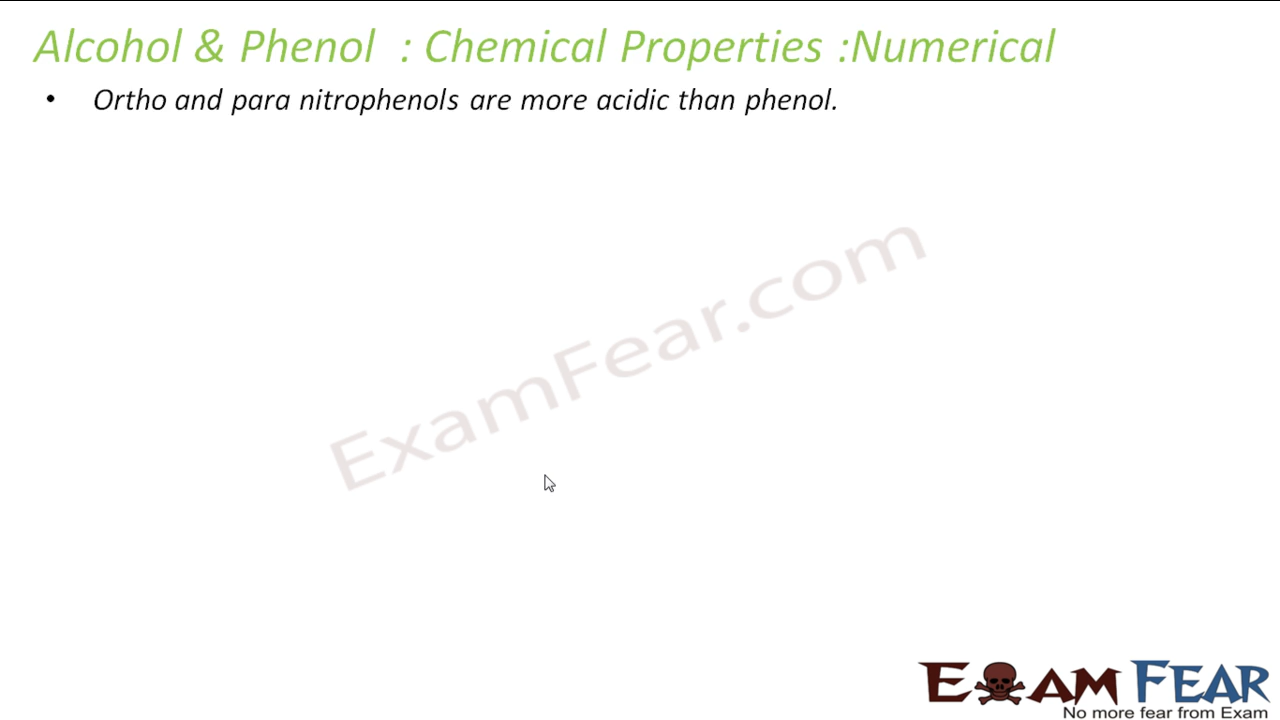 Alcohol & Phenol : Chemical Properties :Numerical
• Ortho and para nitrophenols are more acidic than phenol.
ExamFear.com
EXAM FEAR
No more fear from Exam